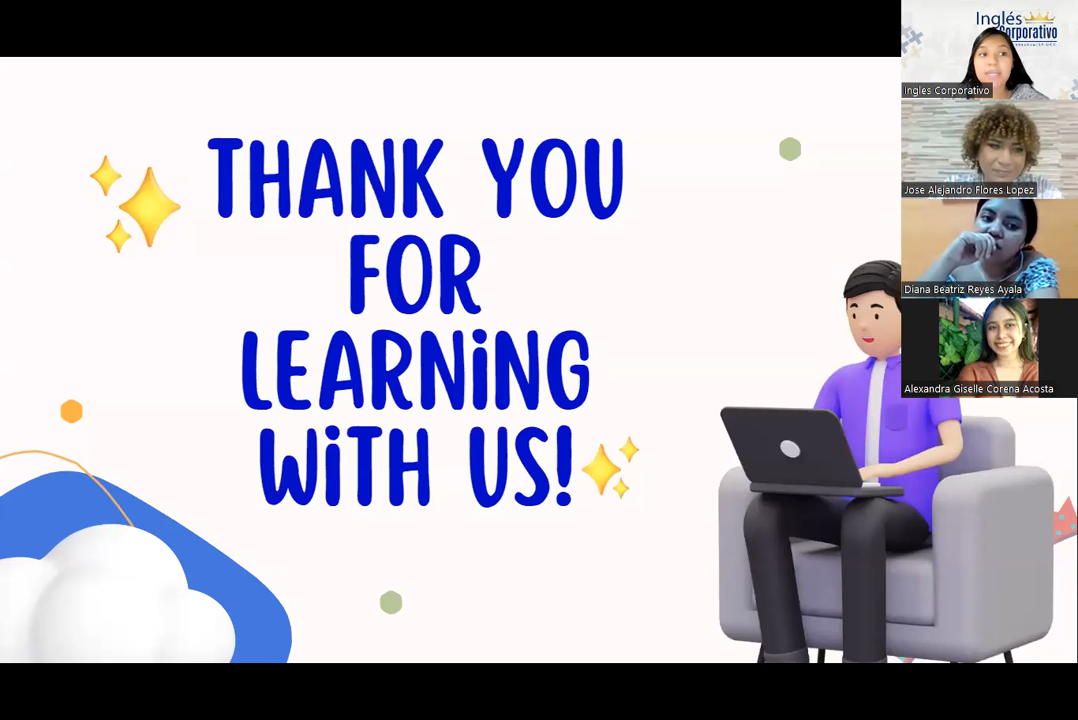 THANK YOU
FOR
LEARNiNG
WiTH US!
Inglés
Corporativo
Ingles Corporativo
Jose Alejandro Flores Lopez
Diana Beatriz Reyes Ayala
Alexandra Giselle Corena Acosta